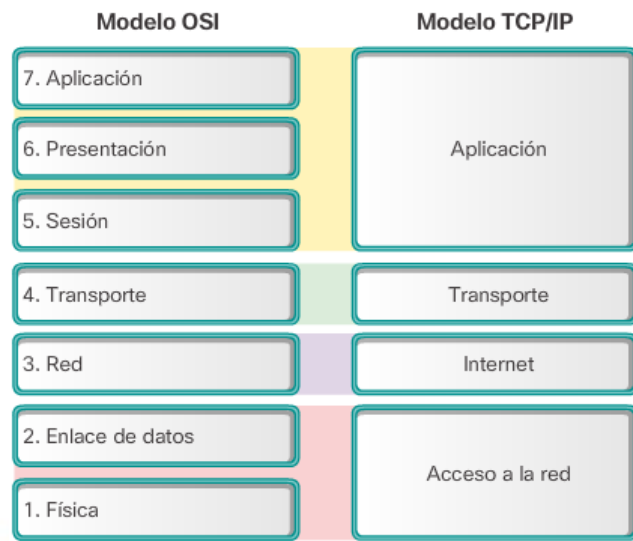 Modelo OSI
Modelo TCP/IP
7. Aplicación
6. Presentación
5. Sesión
Aplicación
4. Transporte
Transporte
3. Red
Internet
2. Enlace de datos
1. Física
Acceso a la red